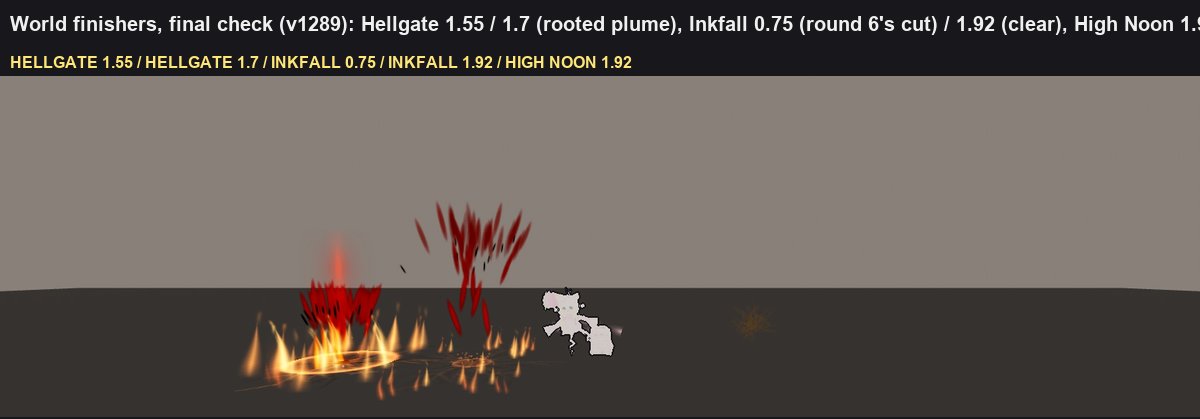 World finishers, final check (v1289): Hellgate 1.55 / 1.7 (rooted plume), Inkfall 0.75 (round 6's cut) / 1.92 (clear), High Noon
HELLGATE 1.55 / HELLGATE 1.7 / INKFALL 0.75 / INKFALL 1.92 / HIGH NOON 1.92